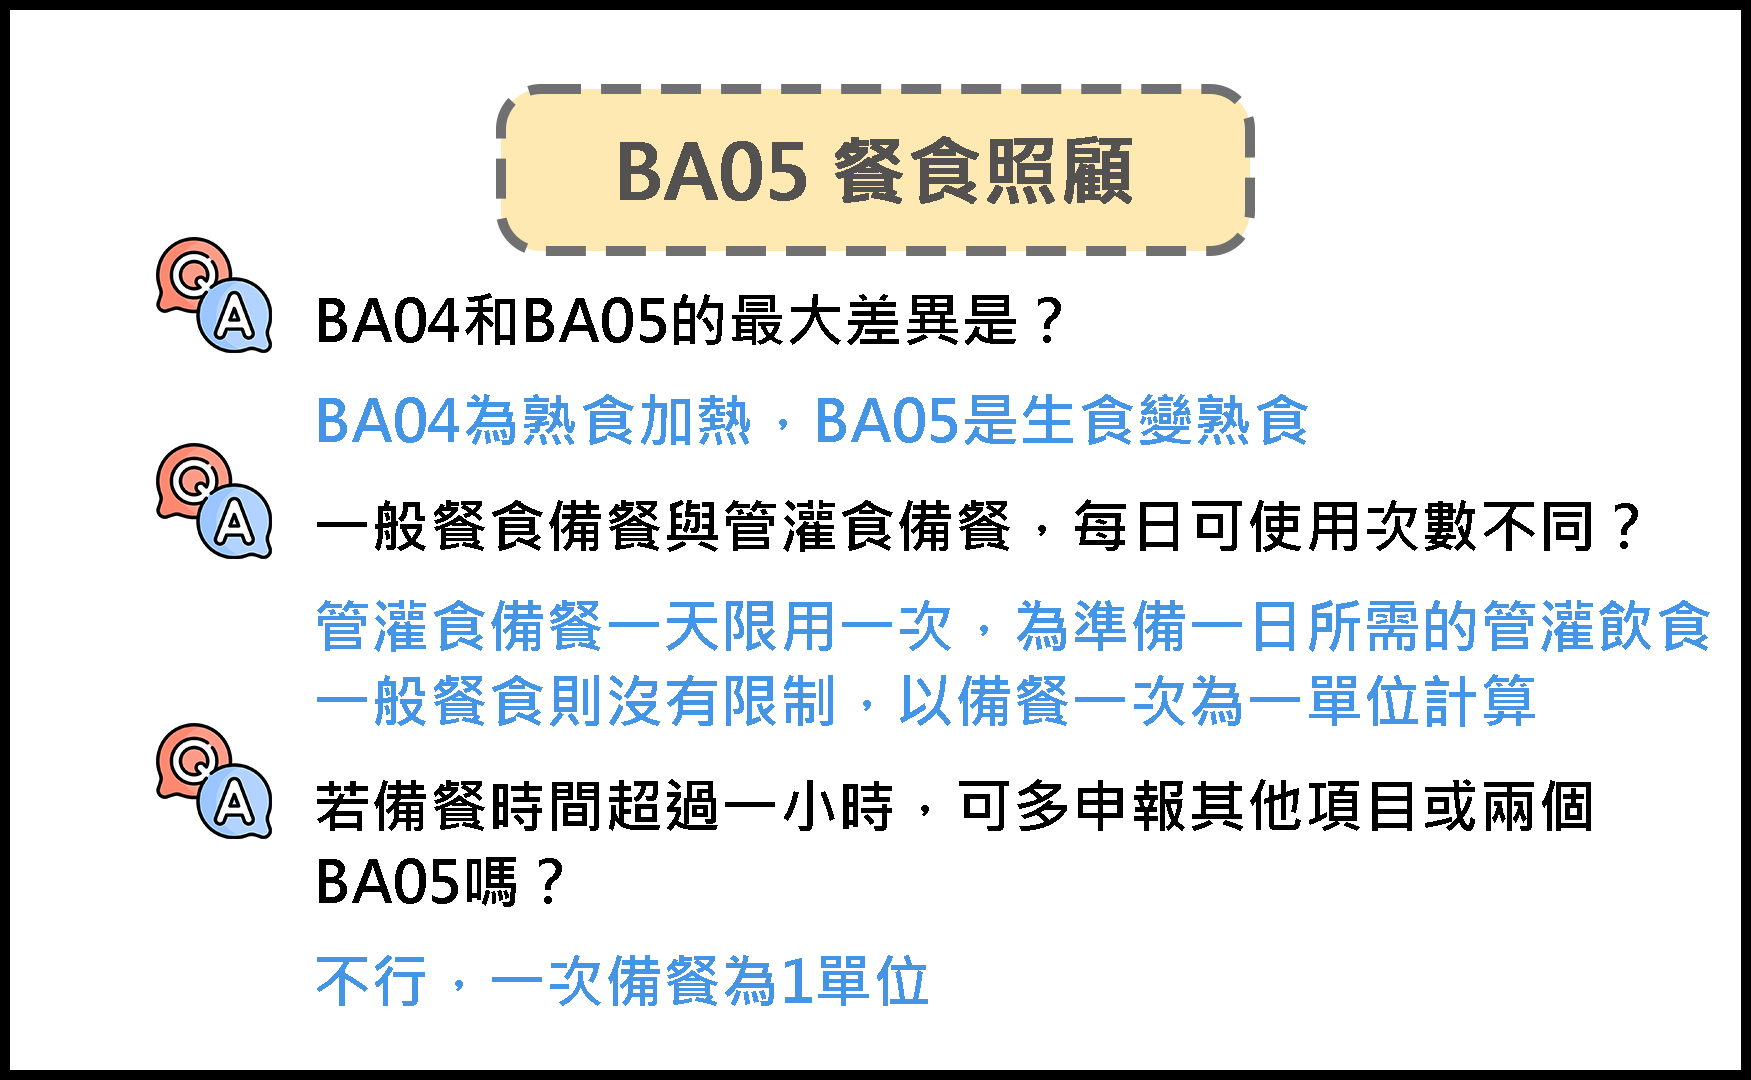 BA05 餐食照顧
Q
A
BA04和BA05的最大差異是？
BA04為熟食加熱，BA05是生食變熟食
Q
A
一般餐食備餐與管灌食備餐，每日可使用次數不同？
管灌食備餐一天限用一次，為準備一日所需的管灌飲食
一般餐食則沒有限制，以備餐一次為一單位計算
Q
A
若備餐時間超過一小時，可多申報其他項目或兩個
BA05嗎？
不行，一次備餐為1單位